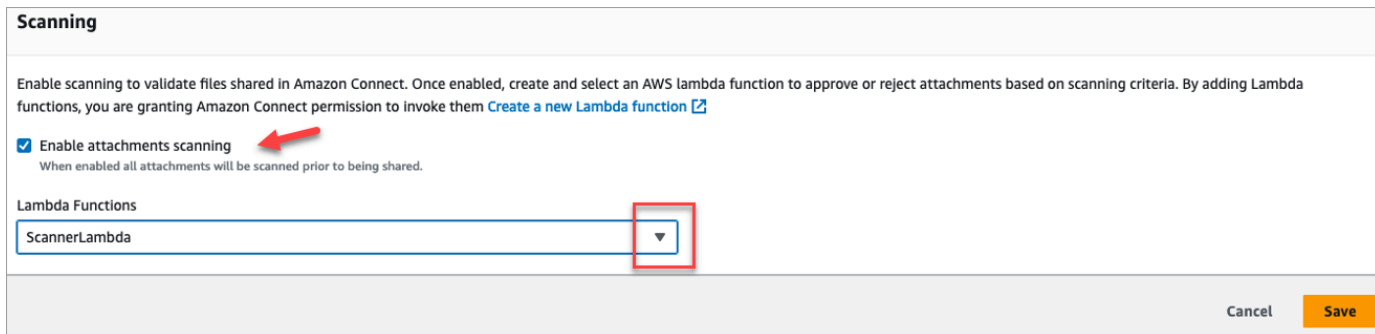 Scanning
Enable scanning to validate files shared in Amazon Connect. Once enabled, create and select an AWS lambda function to approve or reject attachments based on scanning criteria. By adding Lambda
functions, you are granting Amazon Connect permission to invoke them Create a new Lambda function
Enable attachments scanning
When enabled all attachments will be scanned prior to being shared.
Lambda Functions
ScannerLambda
Cancel Save